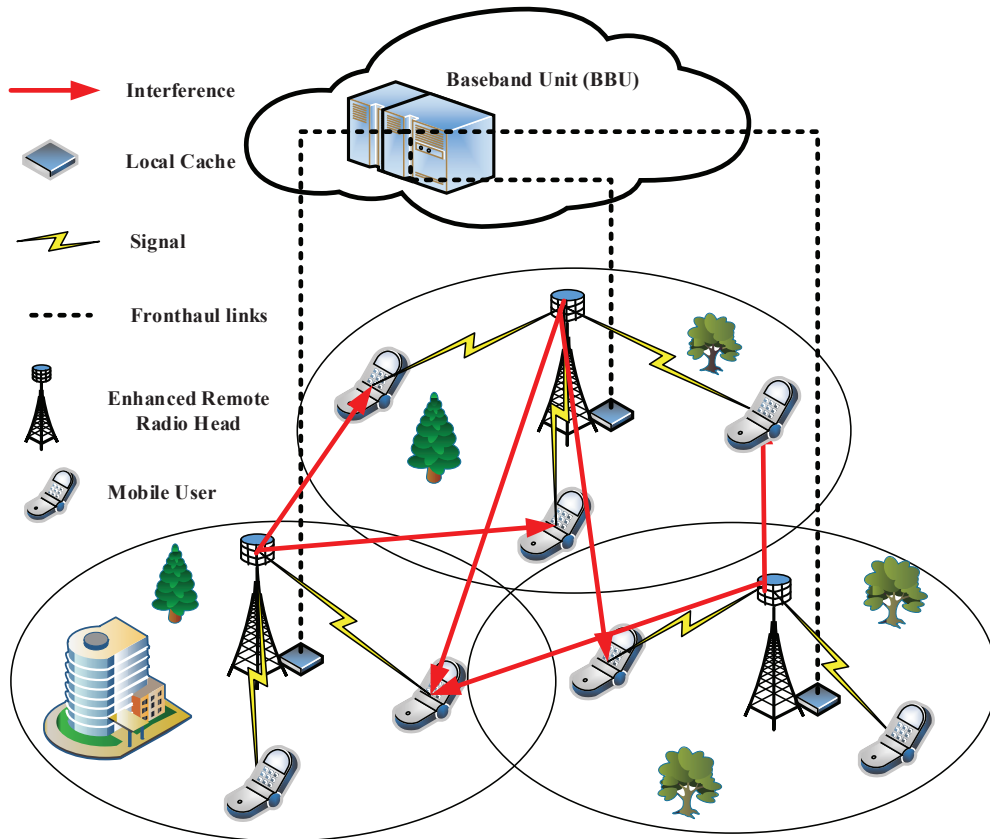 Baseband Unit (BBU)
Interference
Local Cache
Signal
Fronthaul links
Enhanced Remote
Radio Head
Mobile User